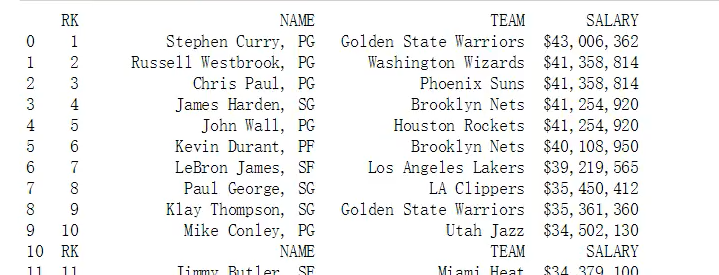 RK NAME TEAM SALARY
0 1 Stephen Curry, PG Golden State Warriors $43,006,362
1 2 Russell Westbrook, PG Washington Wizards $41,358,814
2 3 Chris Paul, PG Phoenix Suns $41,358,814
3 4 James Harden, SG Brooklyn Nets $41,254,920
4 5 John Wall, PG Houston Rockets $41,254,920
5 6 Kevin Durant, PF Brooklyn Nets $40,108,950
6 7 LeBron James, SF Los Angeles Lakers $39,219,565
7 8 Paul George, SG LA Clippers $35,450,412
8 9 Klay Thompson, SG Golden State Warriors $35,361,360
9 10 Mike Conley, PG Utah Jazz $34,502,130
10 RK NAME TEAM SALARY
11 11 Jimmy Butler, SF Miami Heat $34,379,100